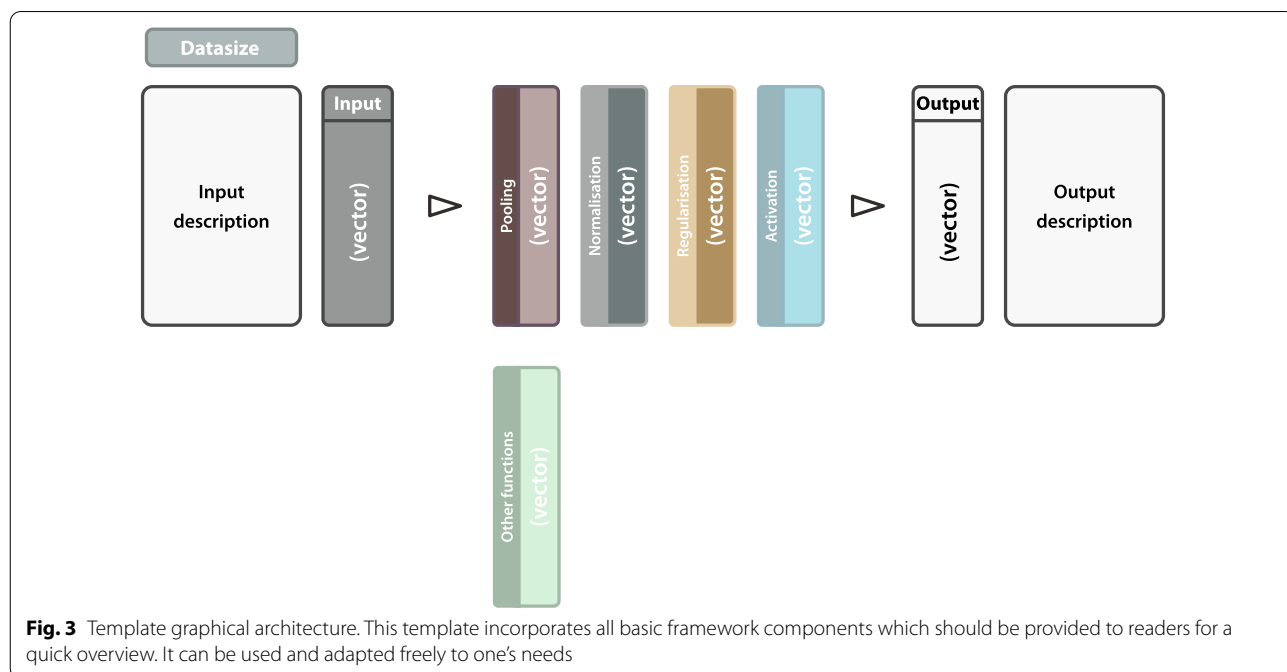 Datasize
Input
description
Input
(vector)
Pooling
(vector)
Normalisation
(vector)
Regularisation
(vector)
Activation
(vector)
Output
(vector)
Output
description
Other functions
(vector)
Fig. 3 Template graphical architecture. This template incorporates all basic framework components which should be provided to readers for a
quick overview. It can be used and adapted freely to one’s needs